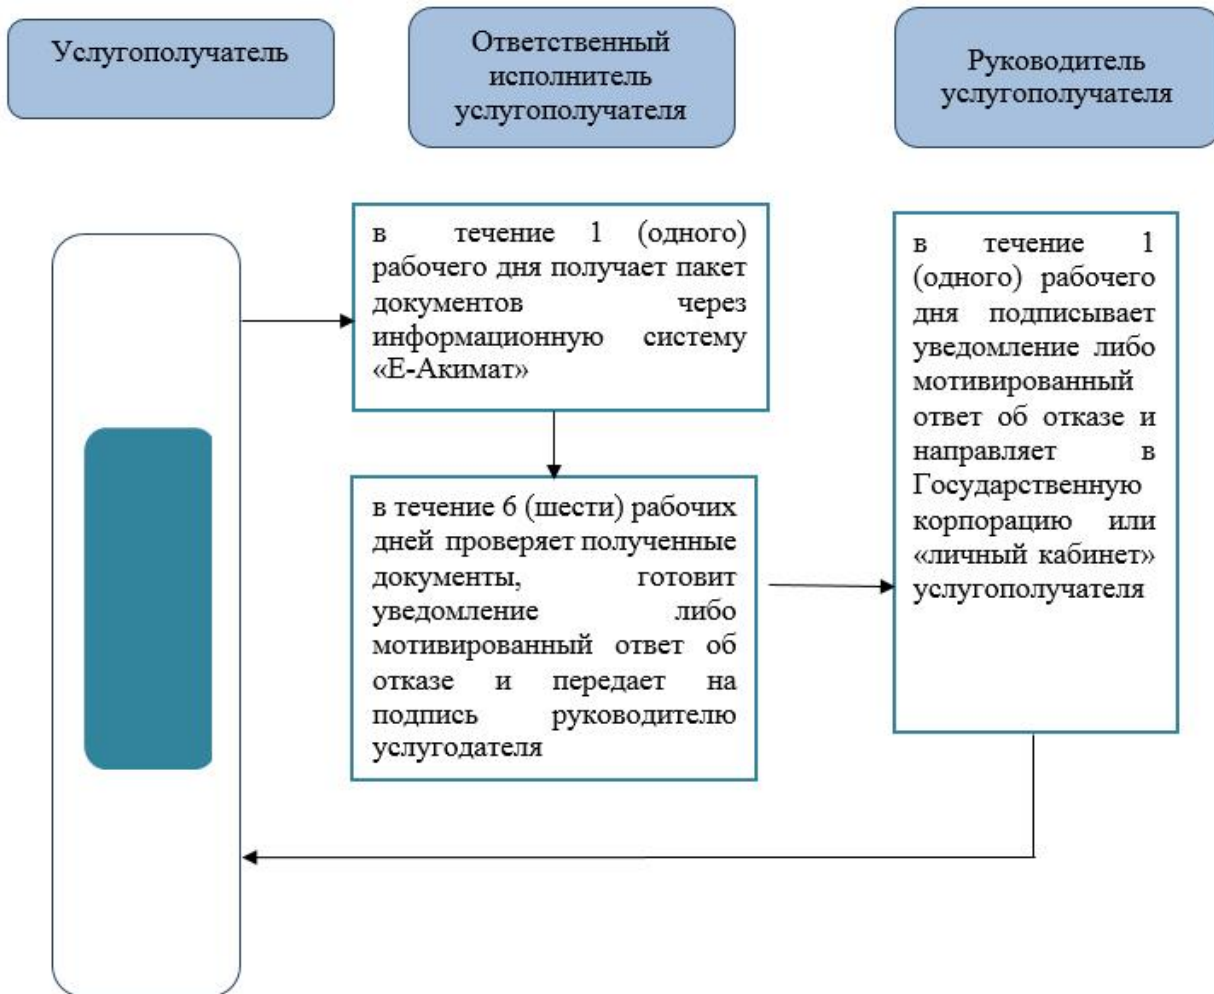 Услугополучатель
Ответственный
исполнитель
услугополучателя
Руководитель
услугополучателя
в течение 1 (одного)
рабочего дня получает пакет
документов через
информационную систему
«Е-Акимат»
в течение 6 (шести) рабочих
дней проверяет полученные
документы, готовит
уведомление либо
мотивированный ответ об
отказе и передает на
подпись руководителю
услугодателя
в течение 1
(одного) рабочего
дня подписывает
уведомление либо
мотивированный
ответ об отказе и
направляет в
Государственную
корпорацию или
«личный кабинет»
услугополучателя